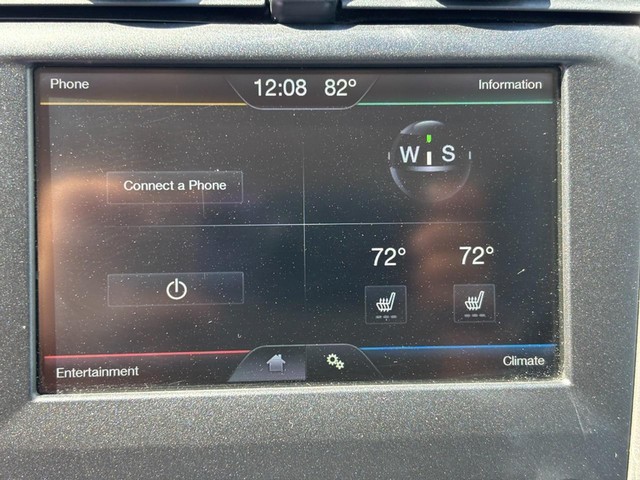 Phone
12:08 82°
Information
W S
Connect a Phone
72° 72°
Entertainment
Climate